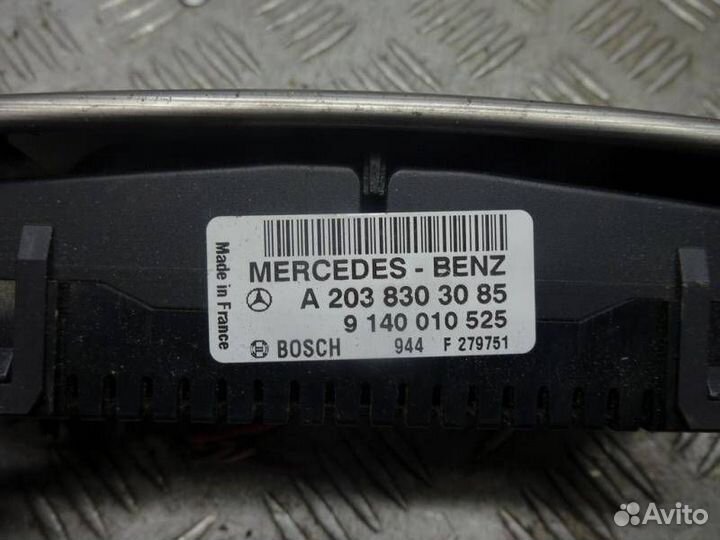 Made in France
MERCEDES - BENZ
A 203 830 30 85
9 140 010 525
BOSCH 944 F 279751
Avito